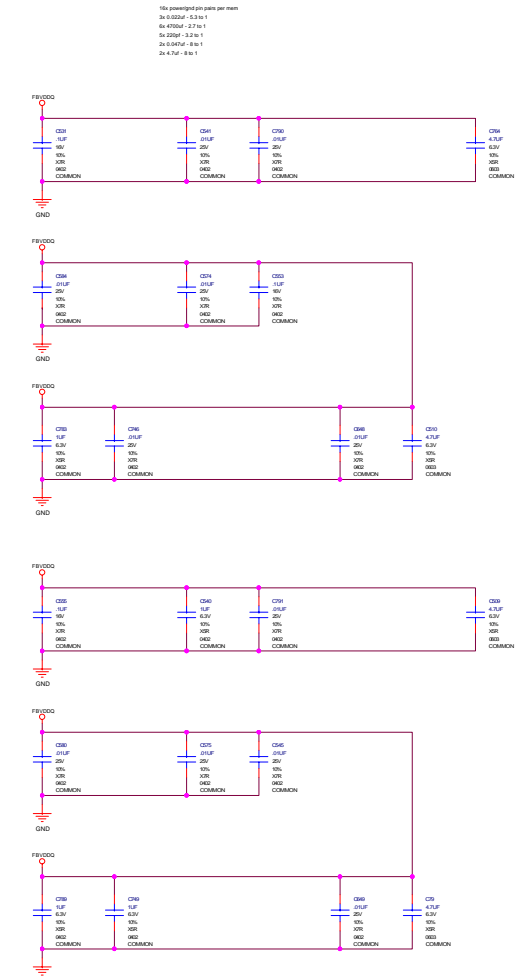 16x power/gnd pin pairs per mem
3x 0.022uf - 5.3 to 1
6x 4700uf - 2.7 to 1
5x 220pf - 3.2 to 1
2x 0.047uf - 8 to 1
2x 4.7uf - 8 to 1
FBVDDQ
C531
.1UF
16V
10%
X7R
0402
COMMON
C541
.01UF
25V
10%
X7R
0402
COMMON
C790
.01UF
25V
10%
X7R
0402
COMMON
C764
4.7UF
6.3V
10%
X5R
0603
COMMON
GND
FBVDDQ
C584
.01UF
25V
10%
X7R
0402
COMMON
C574
.01UF
25V
10%
X7R
0402
COMMON
C553
.1UF
16V
10%
X7R
0402
COMMON
GND
FBVDDQ
C783
1UF
6.3V
10%
X5R
0402
COMMON
C746
.01UF
25V
10%
X7R
0402
COMMON
C648
.01UF
25V
10%
X7R
0402
COMMON
C510
4.7UF
6.3V
10%
X5R
0603
COMMON
GND
FBVDDQ
C555
.1UF
16V
10%
X7R
0402
COMMON
C540
1UF
6.3V
10%
X5R
0402
COMMON
C791
.01UF
25V
10%
X7R
0402
COMMON
C509
4.7UF
6.3V
10%
X5R
0603
COMMON
GND
FBVDDQ
C580
.01UF
25V
10%
X7R
0402
COMMON
C575
.01UF
25V
10%
X7R
0402
COMMON
C545
.01UF
25V
10%
X7R
0402
COMMON
GND
FBVDDQ
C789
1UF
6.3V
10%
X5R
0402
COMMON
C749
1UF
6.3V
10%
X5R
0402
COMMON
C649
.01UF
25V
10%
X7R
0402
COMMON
C79
4.7UF
6.3V
10%
X5R
0603
COMMON